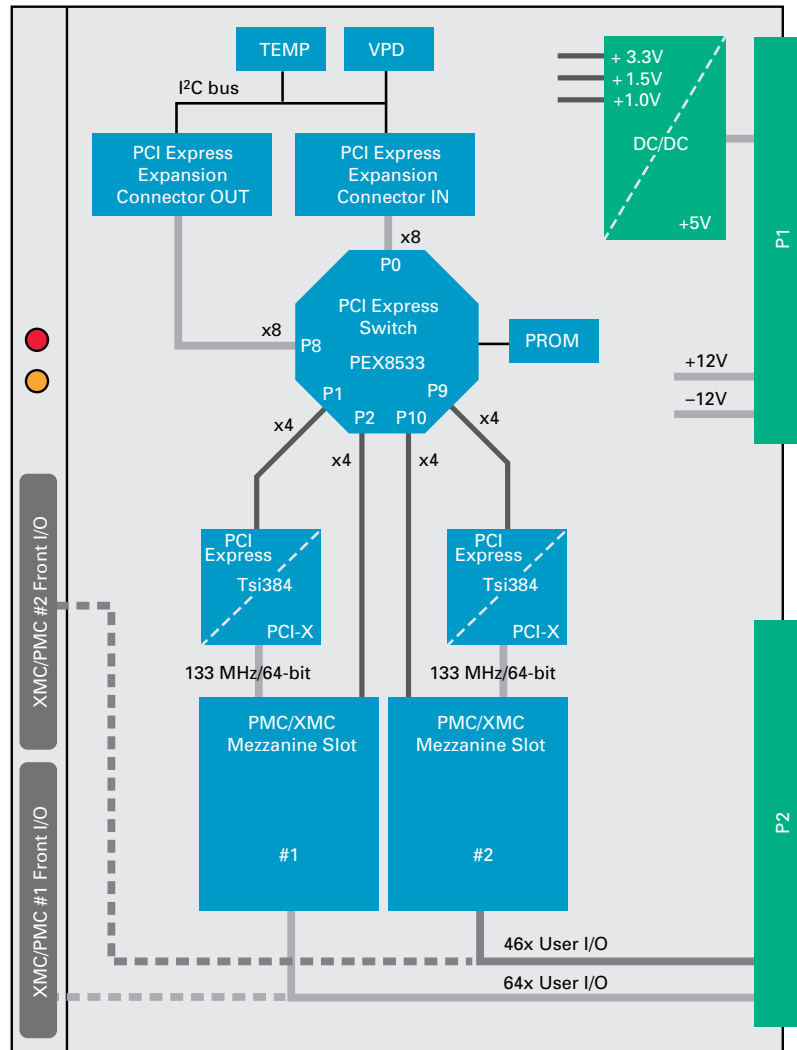 TEMP
VPD
I²C bus
PCI Express
Expansion
Connector OUT
PCI Express
Expansion
Connector IN
+ 3.3V
+ 1.5V
+1.0V
DC/DC
+5V
P1
x8
P0
PCI Express
Switch
PEX8533
x8
P8
P1
P2
P10
P9
PROM
+12V
–12V
x4
x4
x4
x4
PCI
Express
Tsi384
PCI-X
PCI
Express
Tsi384
PCI-X
133 MHz/64-bit
133 MHz/64-bit
PMC/XMC
Mezzanine Slot
#1
PMC/XMC
Mezzanine Slot
#2
XMC/PMC #2 Front I/O
XMC/PMC #1 Front I/O
P2
46x User I/O
64x User I/O